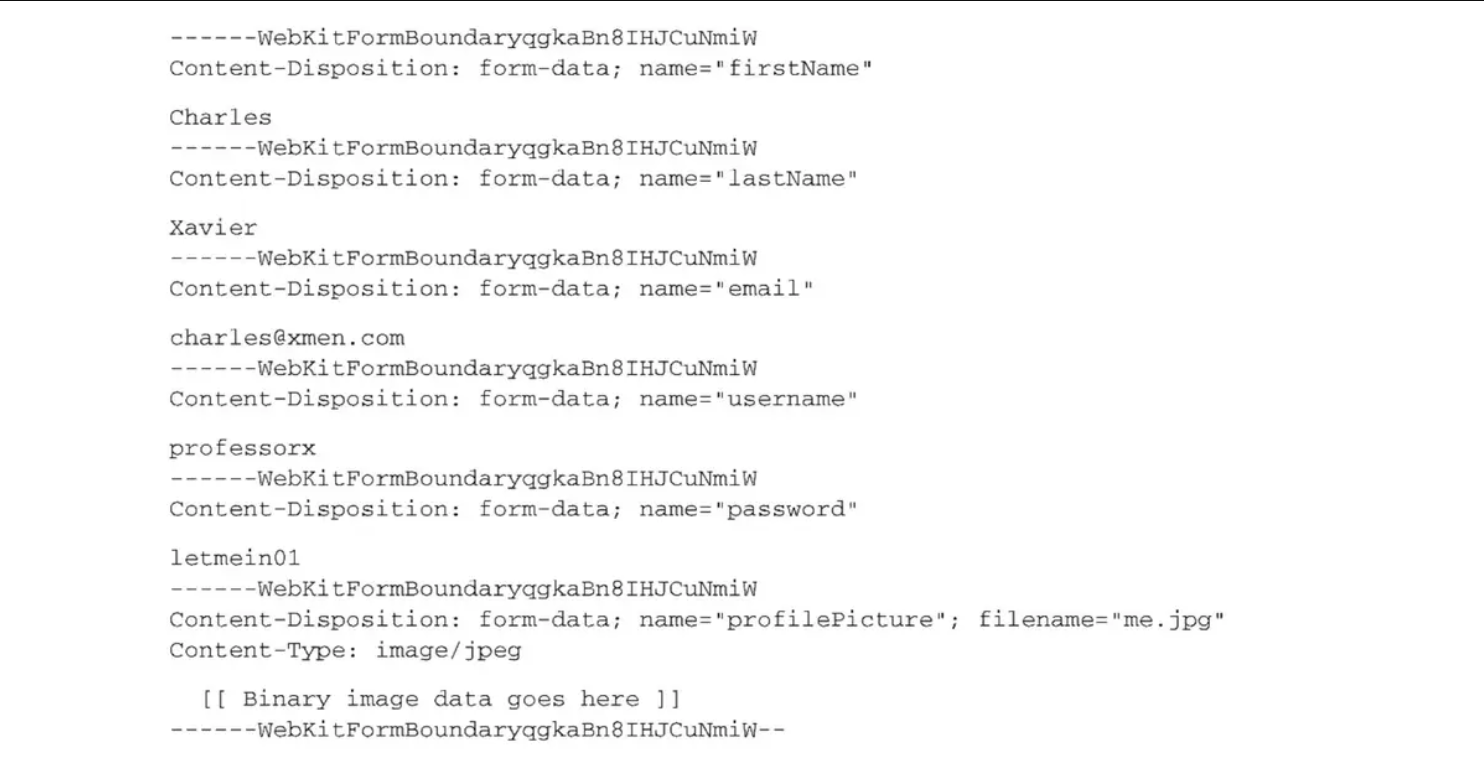 ------WebKitFormBoundaryqgkaBn8IHJCuNmiW
Content-Disposition: form-data; name="firstName"
Charles
------WebKitFormBoundaryqgkaBn8IHJCuNmiW
Content-Disposition: form-data; name="lastName"
Xavier
------WebKitFormBoundaryqgkaBn8IHJCuNmiW
Content-Disposition: form-data; name="email"
charles@xmen.com
------WebKitFormBoundaryqgkaBn8IHJCuNmiW
Content-Disposition: form-data; name="username"
professorx
------WebKitFormBoundaryqgkaBn8IHJCuNmiW
Content-Disposition: form-data; name="password"
letmein01
------WebKitFormBoundaryqgkaBn8IHJCuNmiW
Content-Disposition: form-data; name="profilePicture"; filename="me.jpg"
Content-Type: image/jpeg
[[ Binary image data goes here ]]
------WebKitFormBoundaryqgkaBn8IHJCuNmiW--